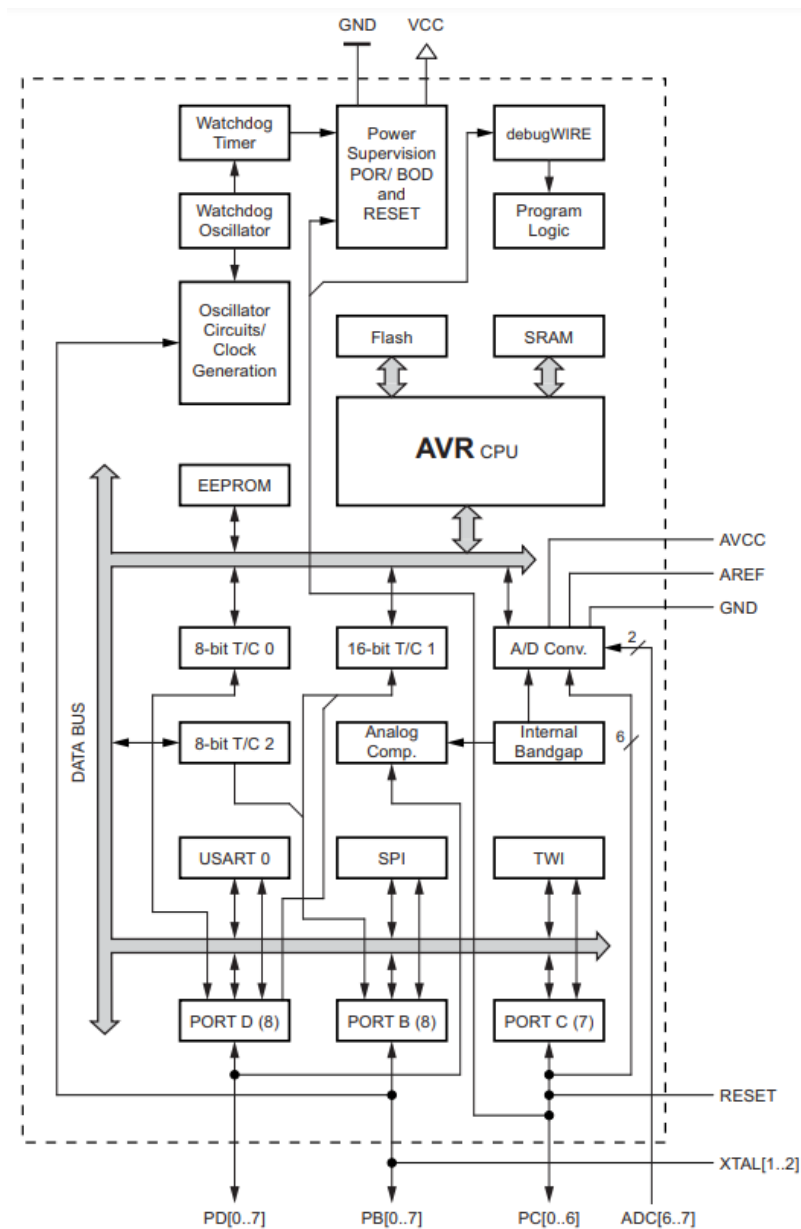 GND
VCC
Watchdog
Timer
Power
Supervision
POR/ BOD
and
RESET
debugWIRE
Watchdog
Oscillator
Program
Logic
Oscillator
Circuits/
Clock
Generation
Flash
SRAM
AVR CPU
EEPROM
AVCC
AREF
GND
8-bit T/C 0
16-bit T/C 1
A/D Conv.
2
DATA BUS
8-bit T/C 2
Analog
Comp.
Internal
Bandgap
6
USART 0
SPI
TWI
PORT D (8)
PORT B (8)
PORT C (7)
RESET
XTAL[1..2]
PD[0..7]
PB[0..7]
PC[0..6]
ADC[6..7]